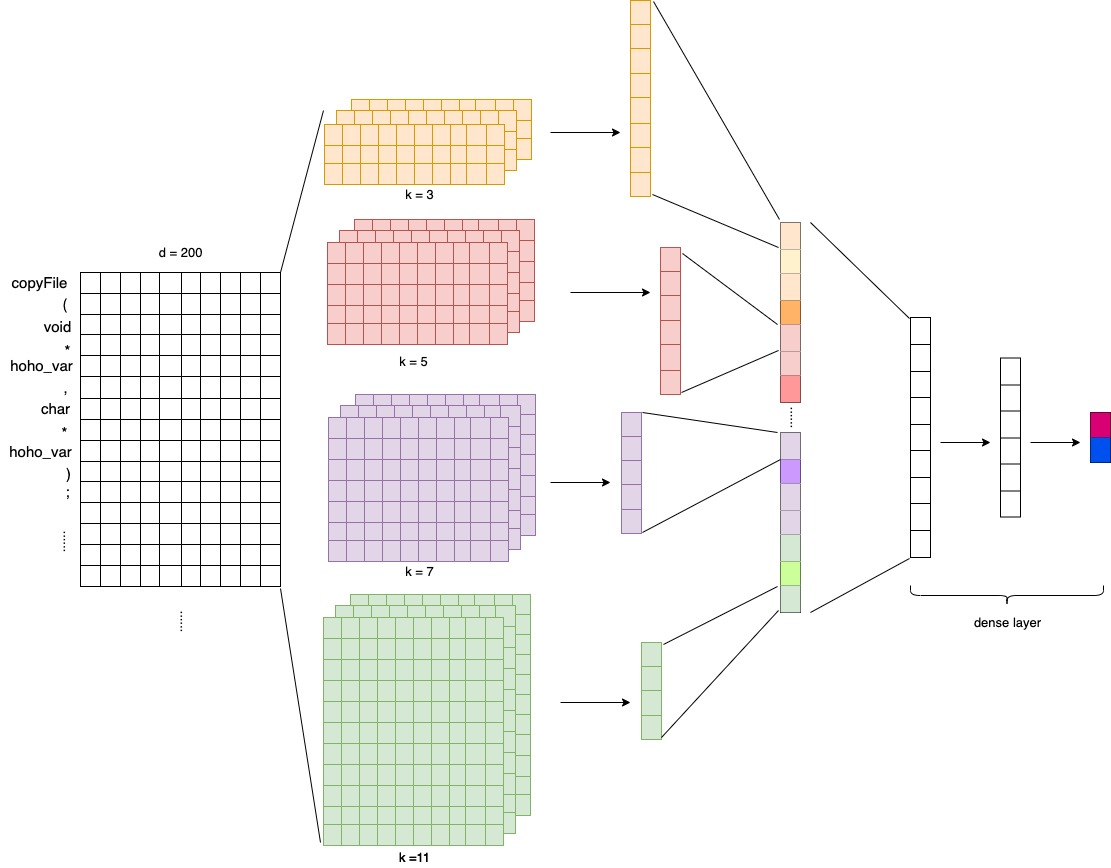 d = 200
copyFile
(
void
*
hoho_var
,
char
*
hoho_var
)
;
k = 3
k = 5
k = 7
k =11
dense layer